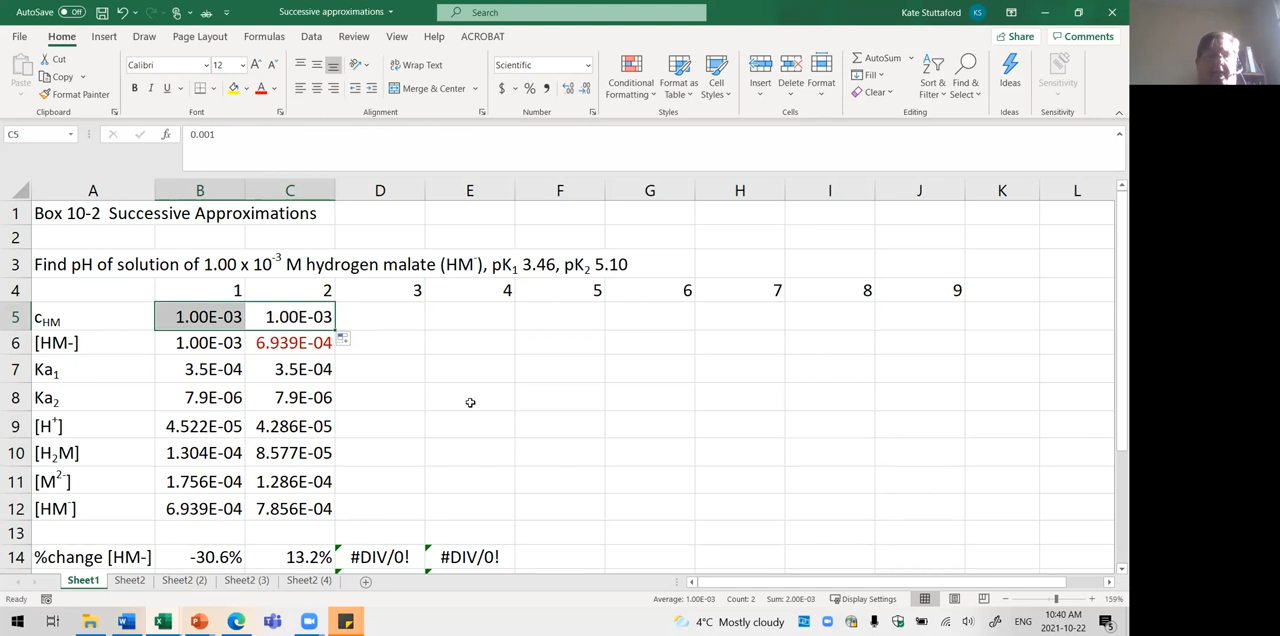 AutoSave Off Successive approximations Search Kate Stuttaford KS
File Home Insert Draw Page Layout Formulas Data Review View Help ACROBAT Share Comments
Paste Cut Copy Format Painter Clipboard
Calibri 12 A A B I U A Font
Wrap Text Merge & Center Alignment
Scientific $ % , Number
Conditional Formatting Format as Table Cell Styles Styles
Insert Delete Format Cells
AutoSum Fill Clear Sort & Filter Find & Select Editing
Ideas Ideas
Sensitivity Sensitivity
C5 fx 0.001
A B C D E F G H I J K L
1 Box 10-2 Successive Approximations
2
3 Find pH of solution of 1.00 x 10⁻³ M hydrogen malate (HM⁻), pK₁ 3.46, pK₂ 5.10
4 1 2 3 4 5 6 7 8 9
5 cHM 1.00E-03 1.00E-03
6 [HM-] 1.00E-03 6.939E-04
7 Ka₁ 3.5E-04 3.5E-04
8 Ka₂ 7.9E-06 7.9E-06
9 [H⁺] 4.522E-05 4.286E-05
10 [H₂M] 1.304E-04 8.577E-05
11 [M²⁻] 1.756E-04 1.286E-04
12 [HM⁻] 6.939E-04 7.856E-04
13
14 %change [HM-] -30.6% 13.2% #DIV/0! #DIV/0!
Sheet1 Sheet2 Sheet2 (2) Sheet2 (3) Sheet2 (4)
Ready Average: 1.00E-03 Count: 2 Sum: 2.00E-03 Display Settings 159%
4°C Mostly cloudy ENG 10:40 AM 2021-10-22 5